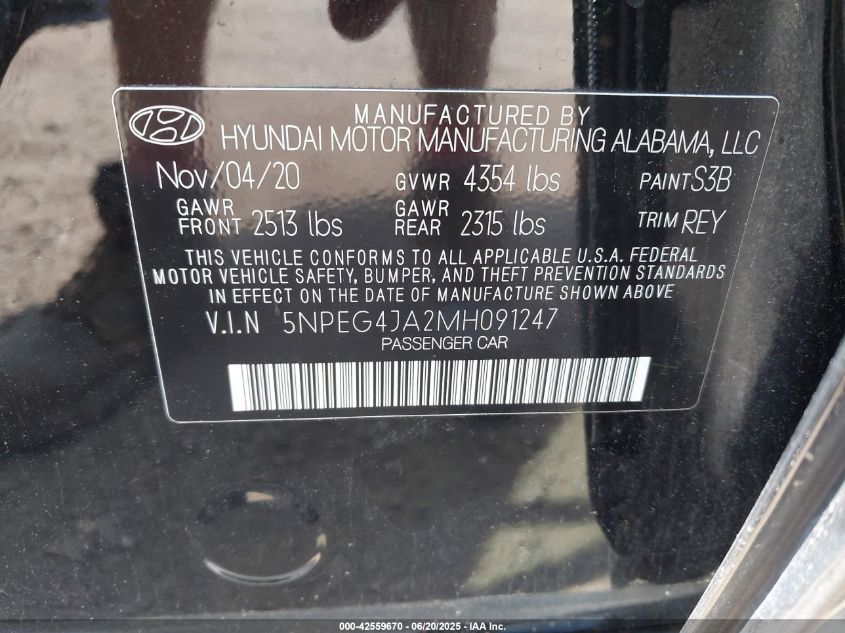 MANUFACTURED BY
HYUNDAI MOTOR MANUFACTURING ALABAMA, LLC
Nov/04/20 GVWR 4354 lbs PAINT S3B
GAWR FRONT 2513 lbs GAWR REAR 2315 lbs TRIM REY
THIS VEHICLE CONFORMS TO ALL APPLICABLE U.S.A. FEDERAL
MOTOR VEHICLE SAFETY, BUMPER, AND THEFT PREVENTION STANDARDS
IN EFFECT ON THE DATE OF MANUFACTURE SHOWN ABOVE
V.I.N 5NPEG4JA2MH091247
PASSENGER CAR
000-42559670 - 06/20/2025 - IAA Inc.